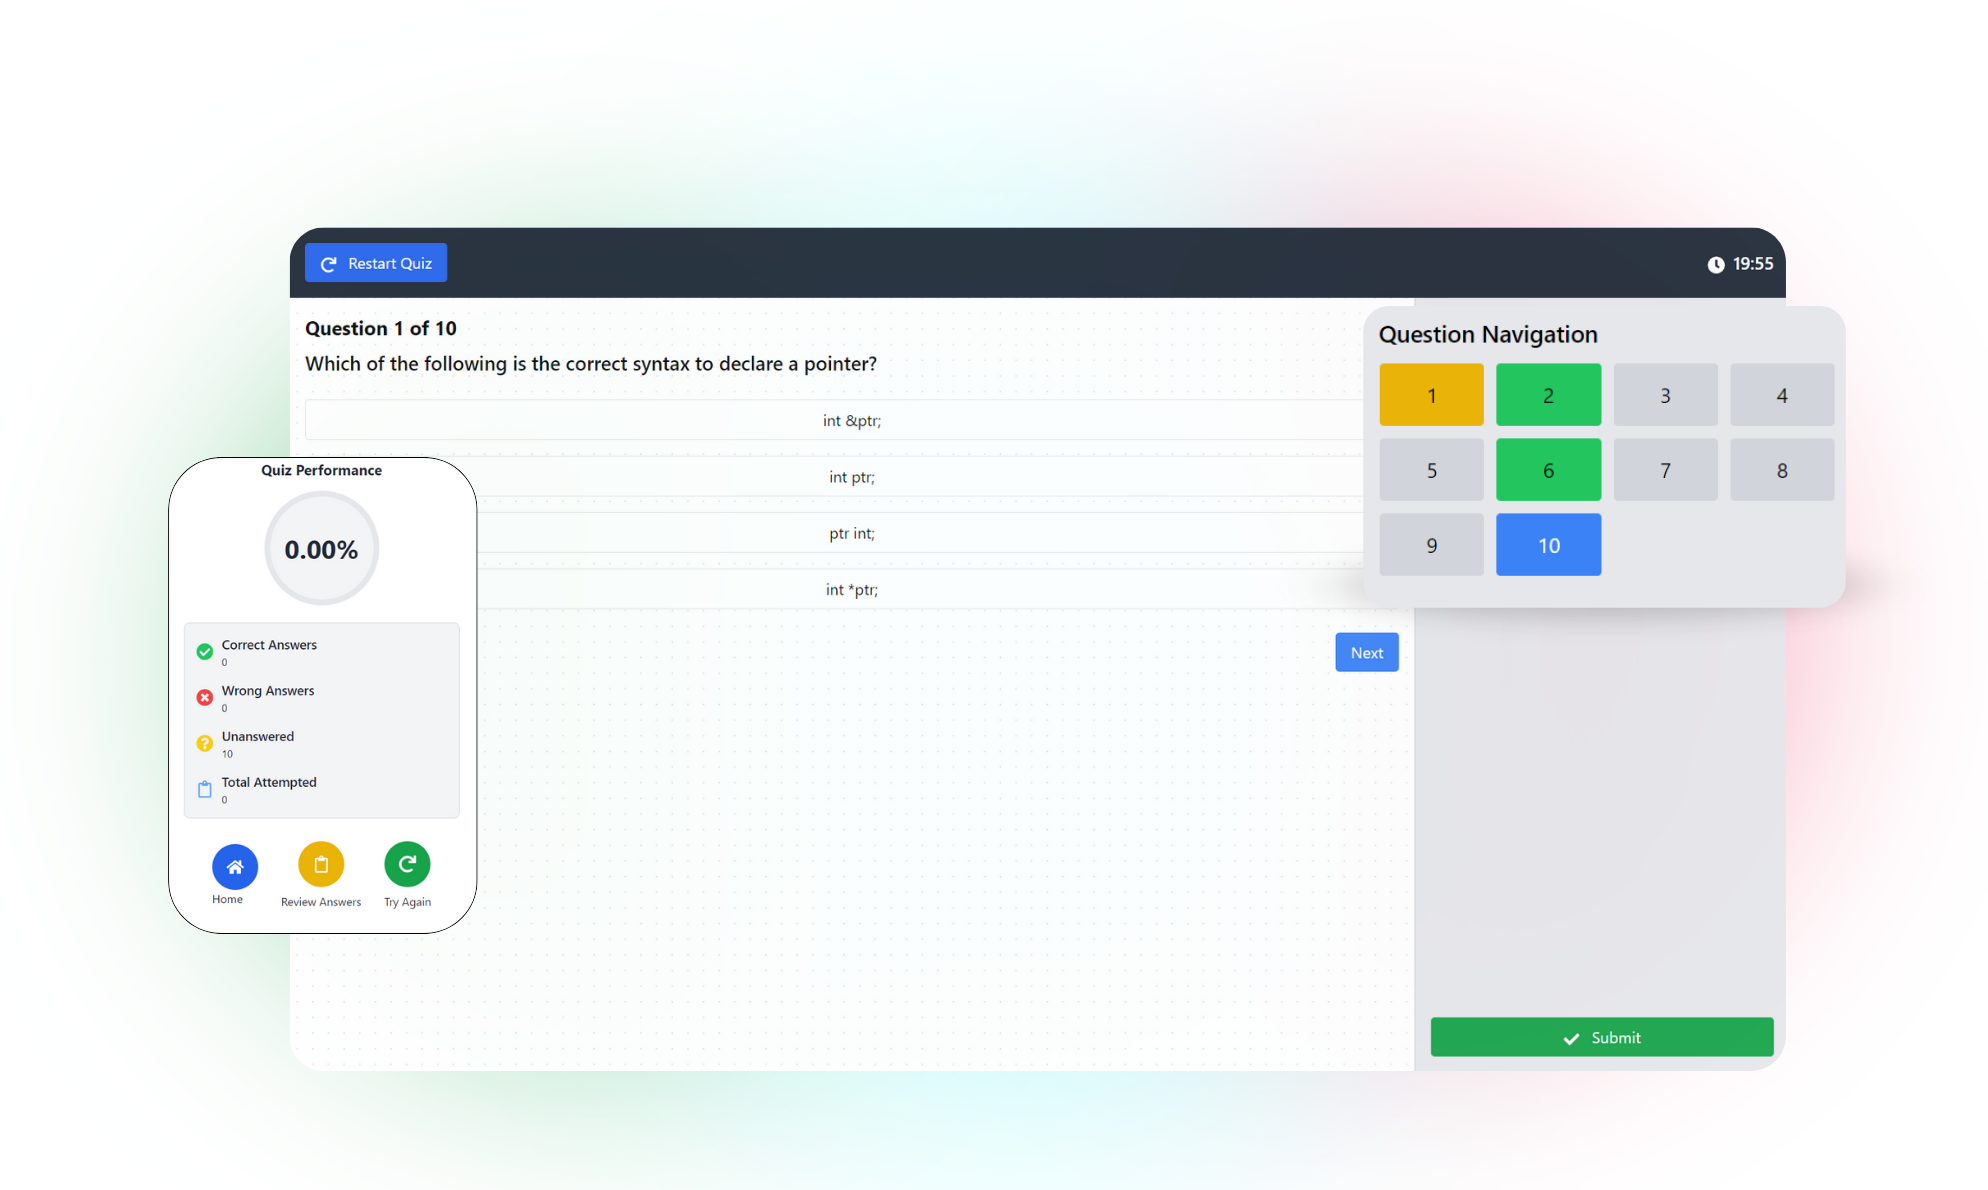 Restart Quiz
19:55
Question 1 of 10
Which of the following is the correct syntax to declare a pointer?
int &ptr;
int ptr;
ptr int;
int *ptr;
Next
Question Navigation
1 2 3 4
5 6 7 8
9 10
Submit
Quiz Performance
0.00%
Correct Answers
0
Wrong Answers
0
Unanswered
10
Total Attempted
0
Home
Review Answers
Try Again